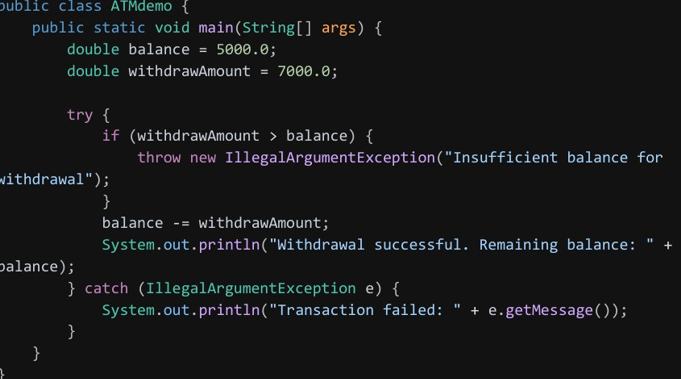 public class ATMdemo {
    public static void main(String[] args) {
        double balance = 5000.0;
        double withdrawAmount = 7000.0;

        try {
            if (withdrawAmount > balance) {
                throw new IllegalArgumentException("Insufficient balance for
withdrawal");
            }
            balance -= withdrawAmount;
            System.out.println("Withdrawal successful. Remaining balance: " +
balance);
        } catch (IllegalArgumentException e) {
            System.out.println("Transaction failed: " + e.getMessage());
        }
    }
}